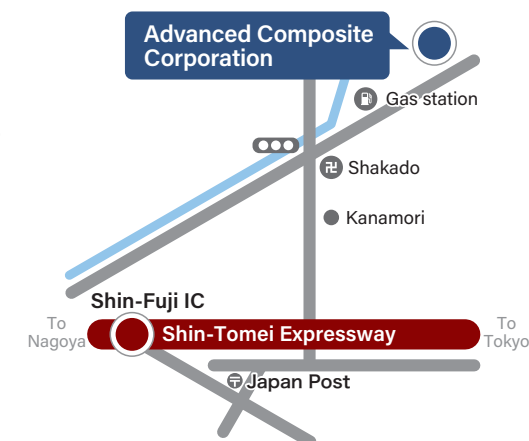 Advanced Composite
Corporation
Gas station
Shakado
Kanamori
Shin-Fuji IC
To
Nagoya
Shin-Tomei Expressway
To
Tokyo
Japan Post